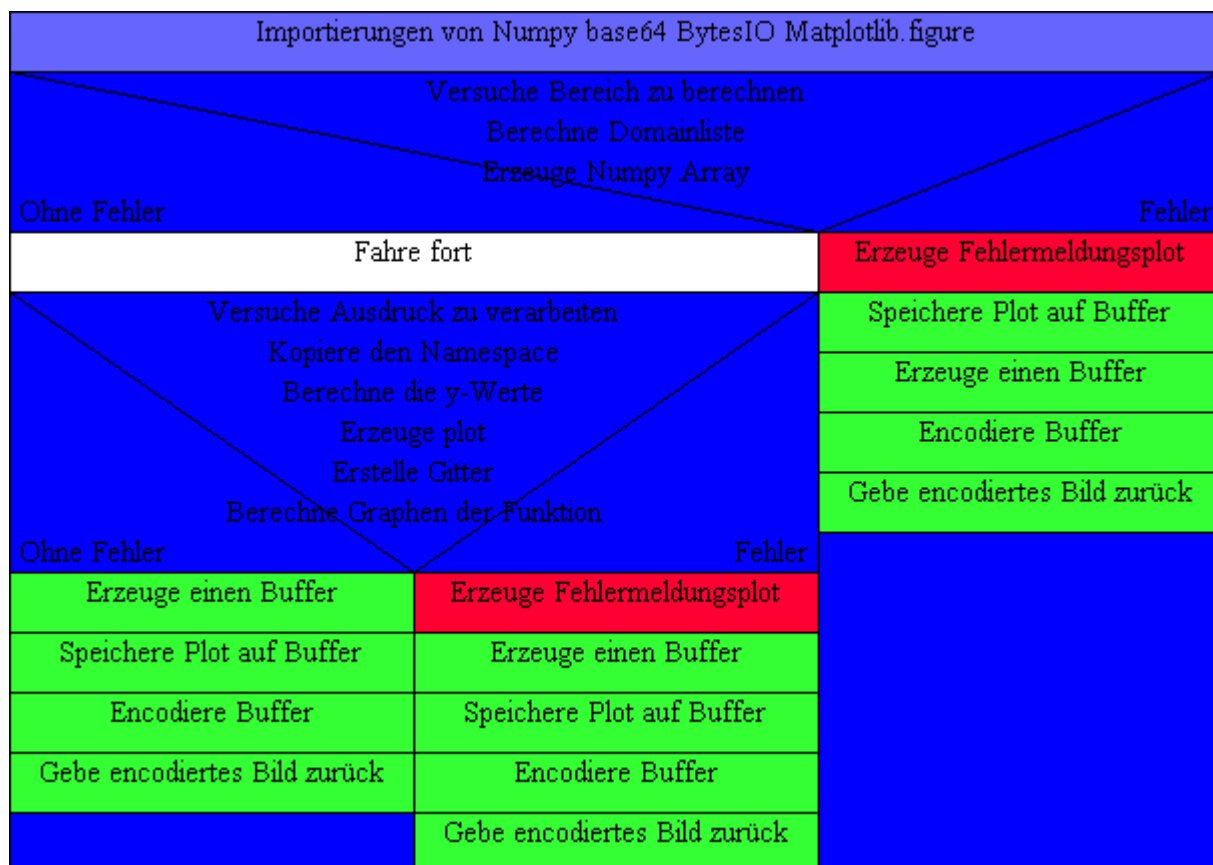 Importierungen von Numpy base64 BytesIO Matplotlib.figure
Versuche Bereich zu berechnen
Berechne Domainliste
Erzeuge Numpy Array
Ohne Fehler
Fehler
Fahre fort
Erzeuge Fehlermeldungsplot
Versuche Ausdruck zu verarbeiten
Kopiere den Namespace
Berechne die y-Werte
Erzeuge plot
Erstelle Gitter
Berechne Graphen der Funktion
Ohne Fehler
Fehler
Speichere Plot auf Buffer
Erzeuge einen Buffer
Encodiere Buffer
Gebe encodiertes Bild zurück
Erzeuge einen Buffer
Speichere Plot auf Buffer
Encodiere Buffer
Gebe encodiertes Bild zurück
Erzeuge Fehlermeldungsplot
Erzeuge einen Buffer
Speichere Plot auf Buffer
Encodiere Buffer
Gebe encodiertes Bild zurück